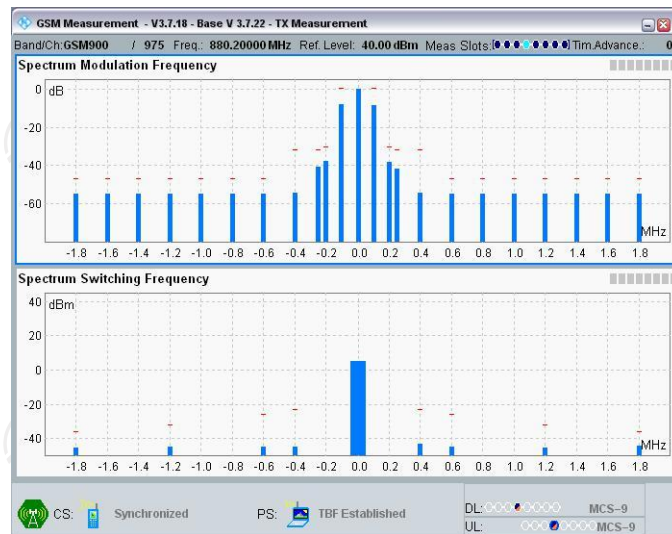 GSM Measurement - V3.7.18 - Base V 3.7.22 - TX Measurement
Band/Ch:GSM900 / 975 Freq.: 880.20000 MHz Ref. Level: 40.00 dBm Meas Slots: Tim.Advance.: 0
Spectrum Modulation Frequency
dB
0
-20
-40
-60
MHz
-1.8 -1.6 -1.4 -1.2 -1.0 -0.8 -0.6 -0.4 -0.2 0.0 0.2 0.4 0.6 0.8 1.0 1.2 1.4 1.6 1.8
Spectrum Switching Frequency
40 dBm
20
0
-20
-40
MHz
-1.8 -1.6 -1.4 -1.2 -1.0 -0.8 -0.6 -0.4 -0.2 0.0 0.2 0.4 0.6 0.8 1.0 1.2 1.4 1.6 1.8
CS: Synchronized PS: TBF Established
DL: MCS-9
UL: MCS-9